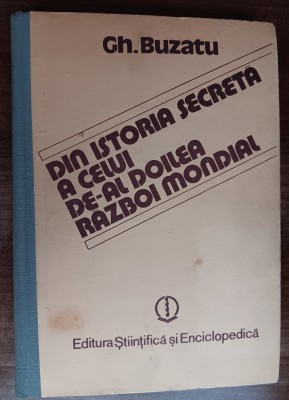 Gh. Buzatu
DIN ISTORIA SECRETĂ
A CELUI
DE-AL DOILEA
RĂZBOI MONDIAL
Editura Științifică și Enciclopedică